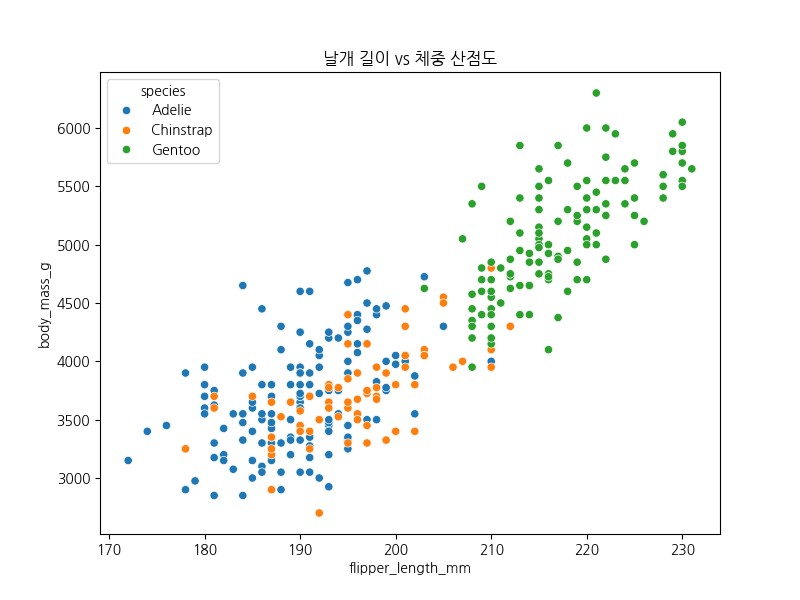 날개 길이 vs 체중 산점도
species
Adelie
Chinstrap
Gentoo
body_mass_g
6000
5500
5000
4500
4000
3500
3000
170 180 190 200 210 220 230
flipper_length_mm